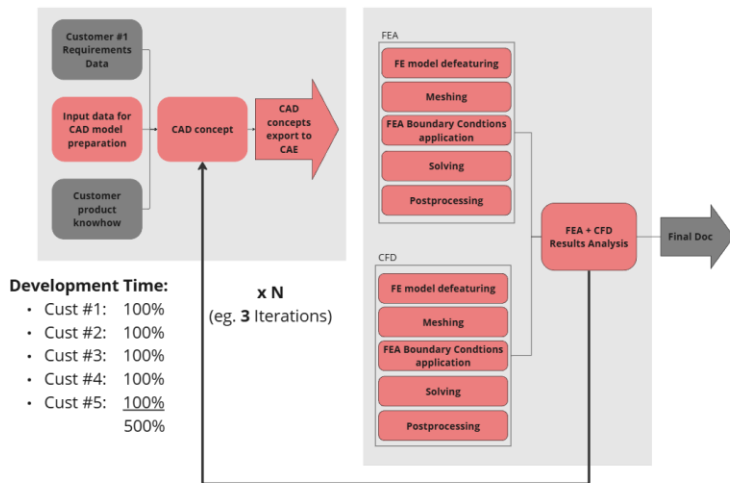 Customer #1
Requirements
Data
Input data for
CAD model
preparation
Customer
product
knowhow
CAD concept
CAD
concepts
export to
CAE
FEA
FE model defeaturing
Meshing
FEA Boundary Condtions
application
Solving
Postprocessing
CFD
FE model defeaturing
Meshing
FEA Boundary Condtions
application
Solving
Postprocessing
FEA + CFD
Results Analysis
Final Doc
x N
(eg. 3 Iterations)
Development Time:
• Cust #1: 100%
• Cust #2: 100%
• Cust #3: 100%
• Cust #4: 100%
• Cust #5: 100%
500%